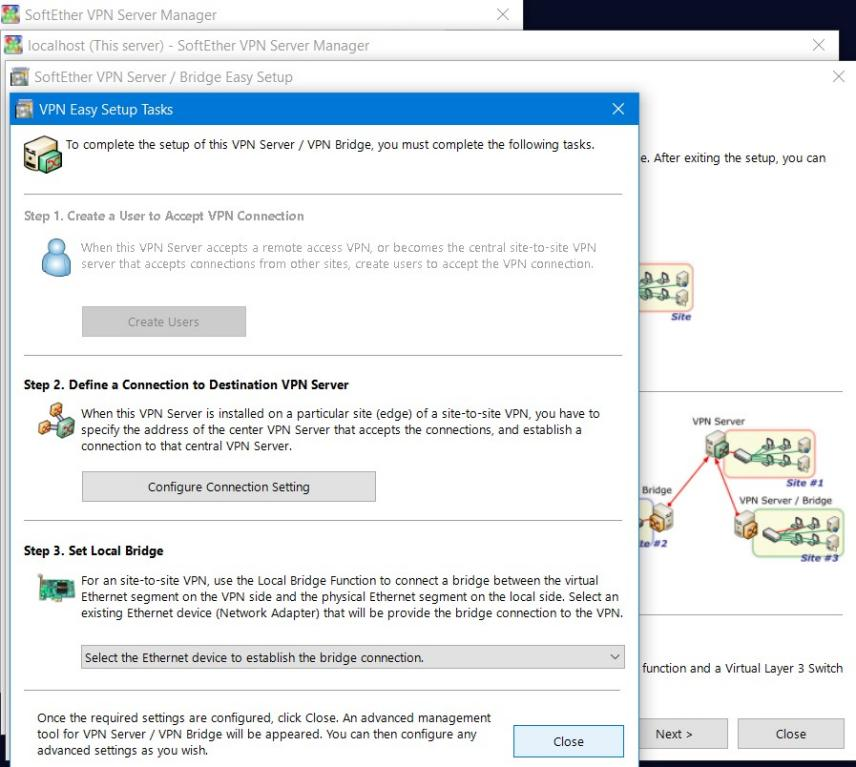 SoftEther VPN Server Manager
localhost (This server) - SoftEther VPN Server Manager
SoftEther VPN Server / Bridge Easy Setup
VPN Easy Setup Tasks
To complete the setup of this VPN Server / VPN Bridge, you must complete the following tasks.
e. After exiting the setup, you can
Step 1. Create a User to Accept VPN Connection
When this VPN Server accepts a remote access VPN, or becomes the central site-to-site VPN
server that accepts connections from other sites, create users to accept the VPN connection.
Create Users
Site
Step 2. Define a Connection to Destination VPN Server
When this VPN Server is installed on a particular site (edge) of a site-to-site VPN, you have to
specify the address of the center VPN Server that accepts the connections, and establish a
connection to that central VPN Server.
Configure Connection Setting
VPN Server
Site #1
Bridge
VPN Server / Bridge
te #2
Site #3
Step 3. Set Local Bridge
For an site-to-site VPN, use the Local Bridge Function to connect a bridge between the virtual
Ethernet segment on the VPN side and the physical Ethernet segment on the local side. Select an
existing Ethernet device (Network Adapter) that will be provide the bridge connection to the VPN.
Select the Ethernet device to establish the bridge connection.
function and a Virtual Layer 3 Switch
Once the required settings are configured, click Close. An advanced management
tool for VPN Server / VPN Bridge will be appeared. You can then configure any
advanced settings as you wish.
Close
Next >
Close